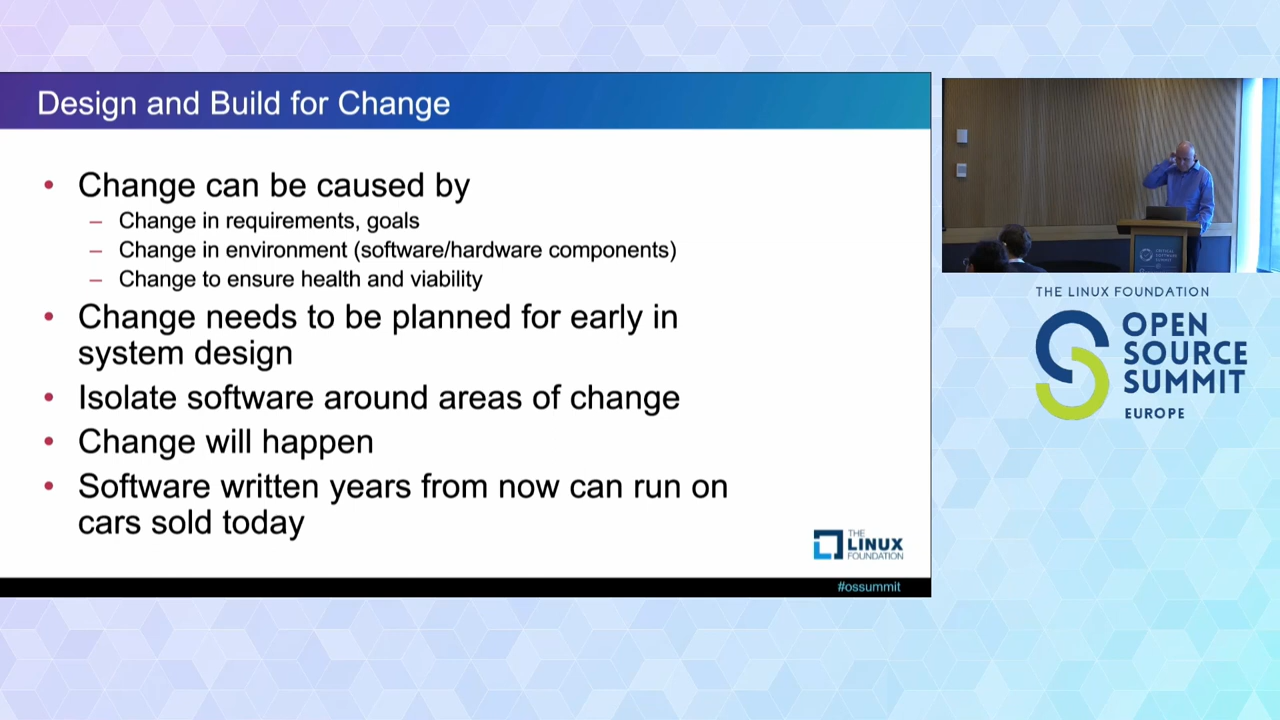 Design and Build for Change
• Change can be caused by
– Change in requirements, goals
– Change in environment (software/hardware components)
– Change to ensure health and viability
• Change needs to be planned for early in
system design
• Isolate software around areas of change
• Change will happen
• Software written years from now can run on
cars sold today
THE
LINUX
FOUNDATION
#ossummit
CRITICAL
SOFTWARE
SUMMIT
THE LINUX FOUNDATION
OPEN
SOURCE
SUMMIT
EUROPE